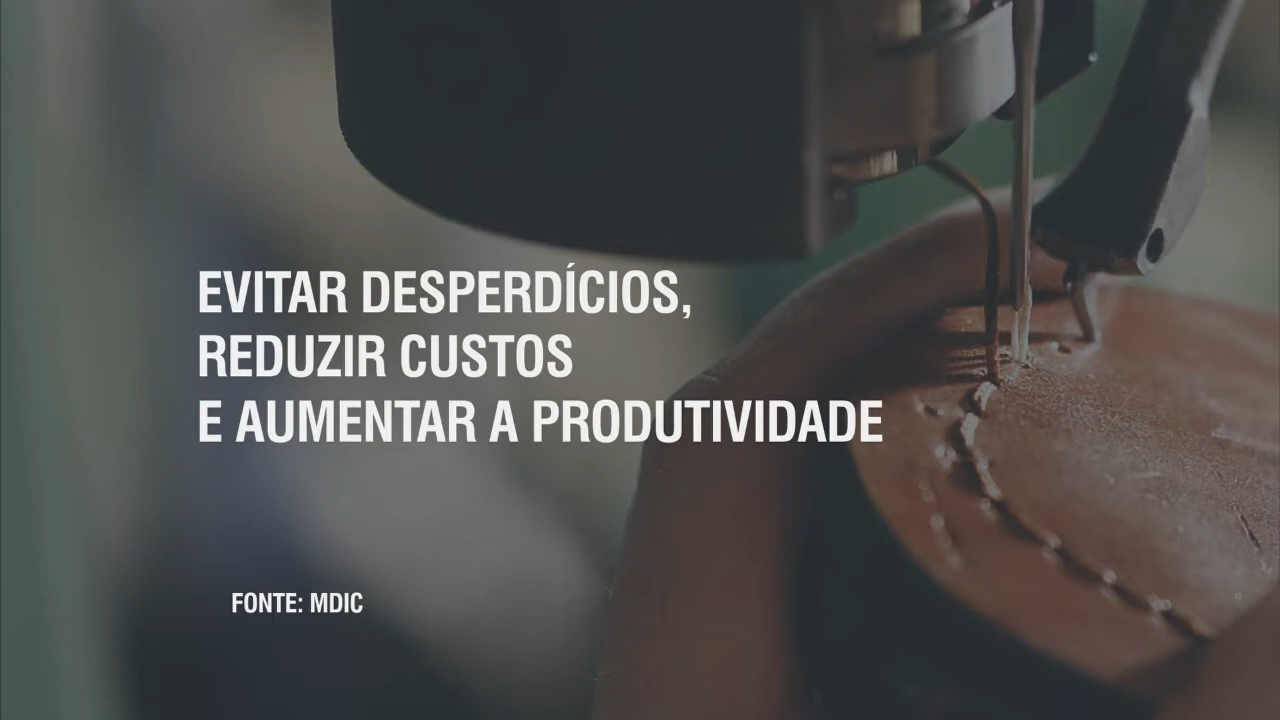 EVITAR DESPERDÍCIOS,
REDUZIR CUSTOS
E AUMENTAR A PRODUTIVIDADE
FONTE: MDIC